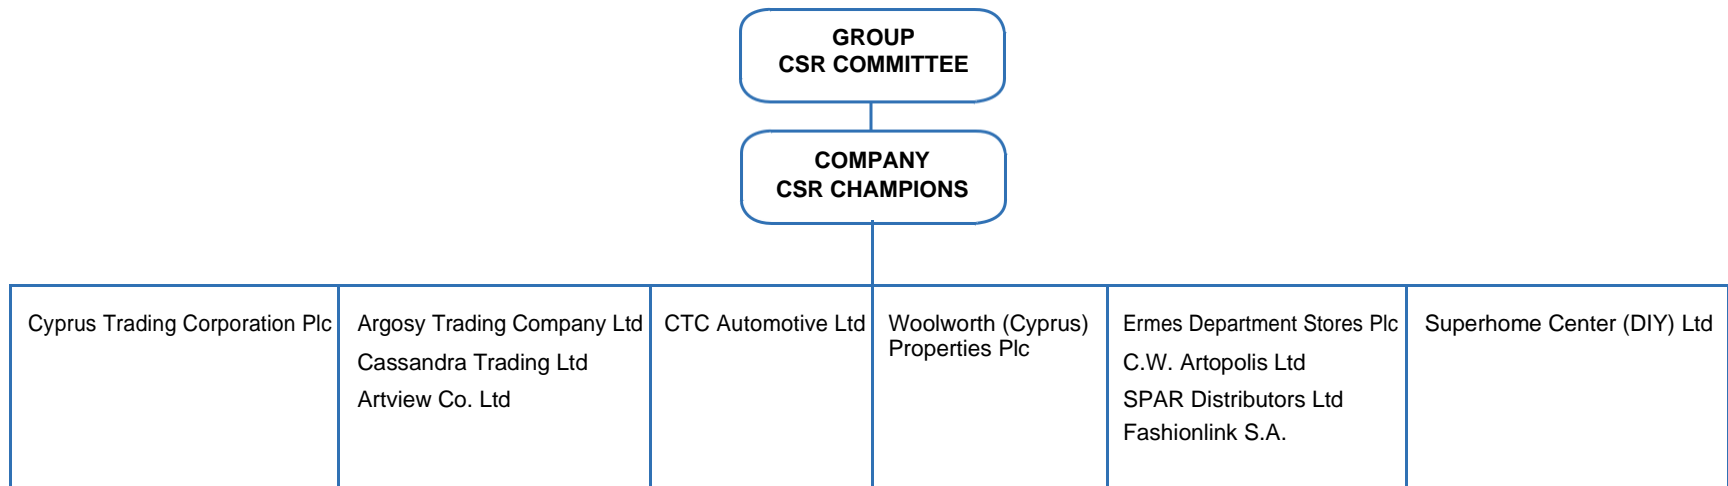 GROUP
CSR COMMITTEE
COMPANY
CSR CHAMPIONS
Cyprus Trading Corporation Plc
Argosy Trading Company Ltd
Cassandra Trading Ltd
Artview Co. Ltd
CTC Automotive Ltd
Woolworth (Cyprus)
Properties Plc
Ermes Department Stores Plc
C.W. Artopolis Ltd
SPAR Distributors Ltd
Fashionlink S.A.
Superhome Center (DIY) Ltd